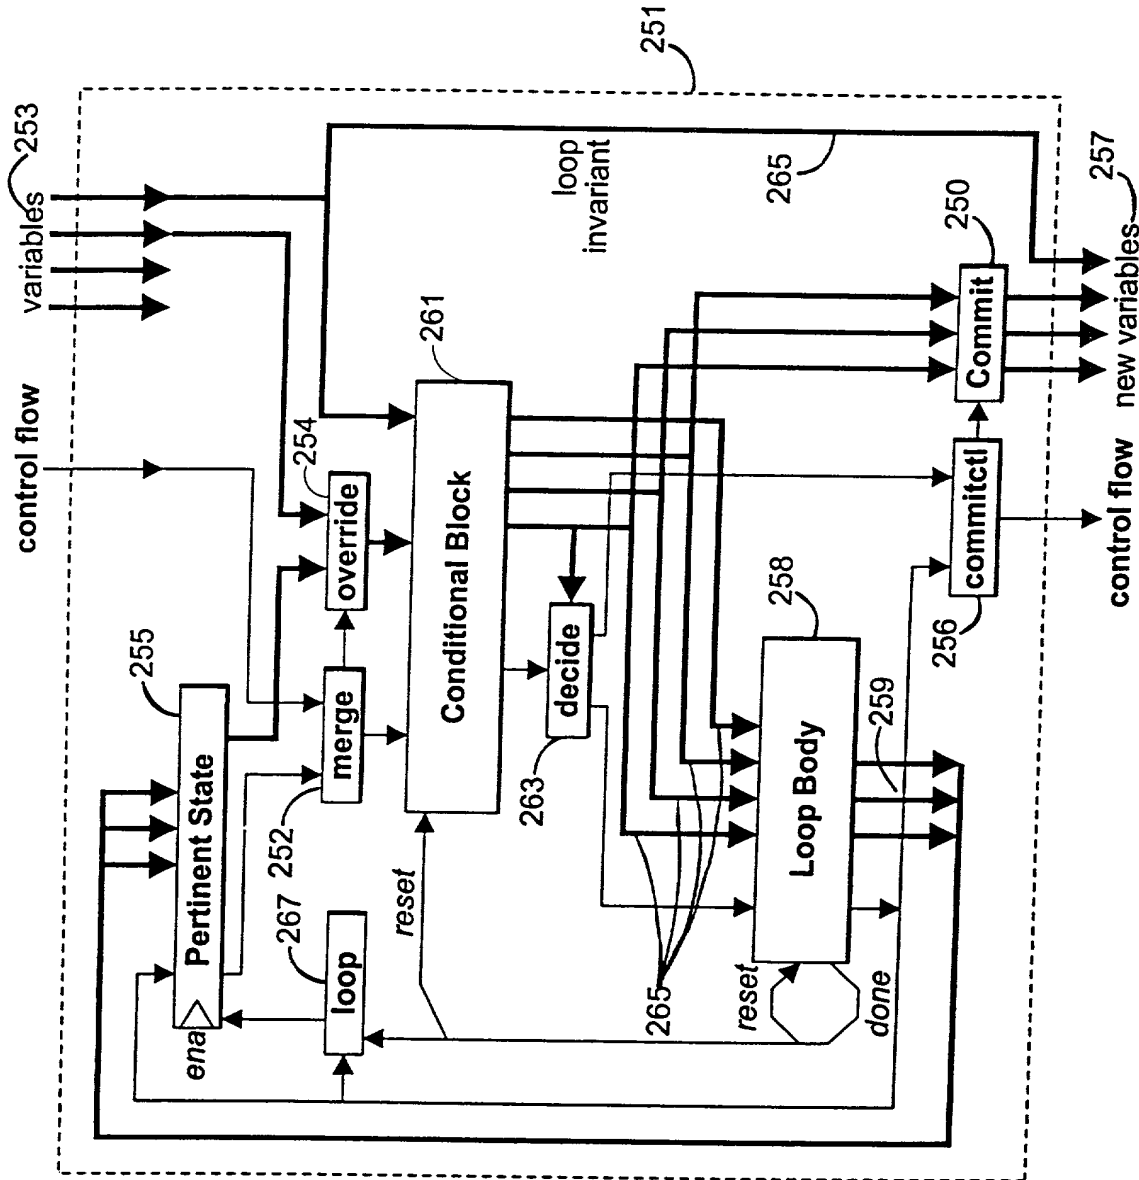 control flow
variables
253
251
255
Pertinent State
ena
267
loop
252
merge
254
override
261
Conditional Block
reset
263
decide
loop
invariant
265
265
258
Loop Body
reset
done
259
250
Commit
commitctl
256
control flow
new variables
257